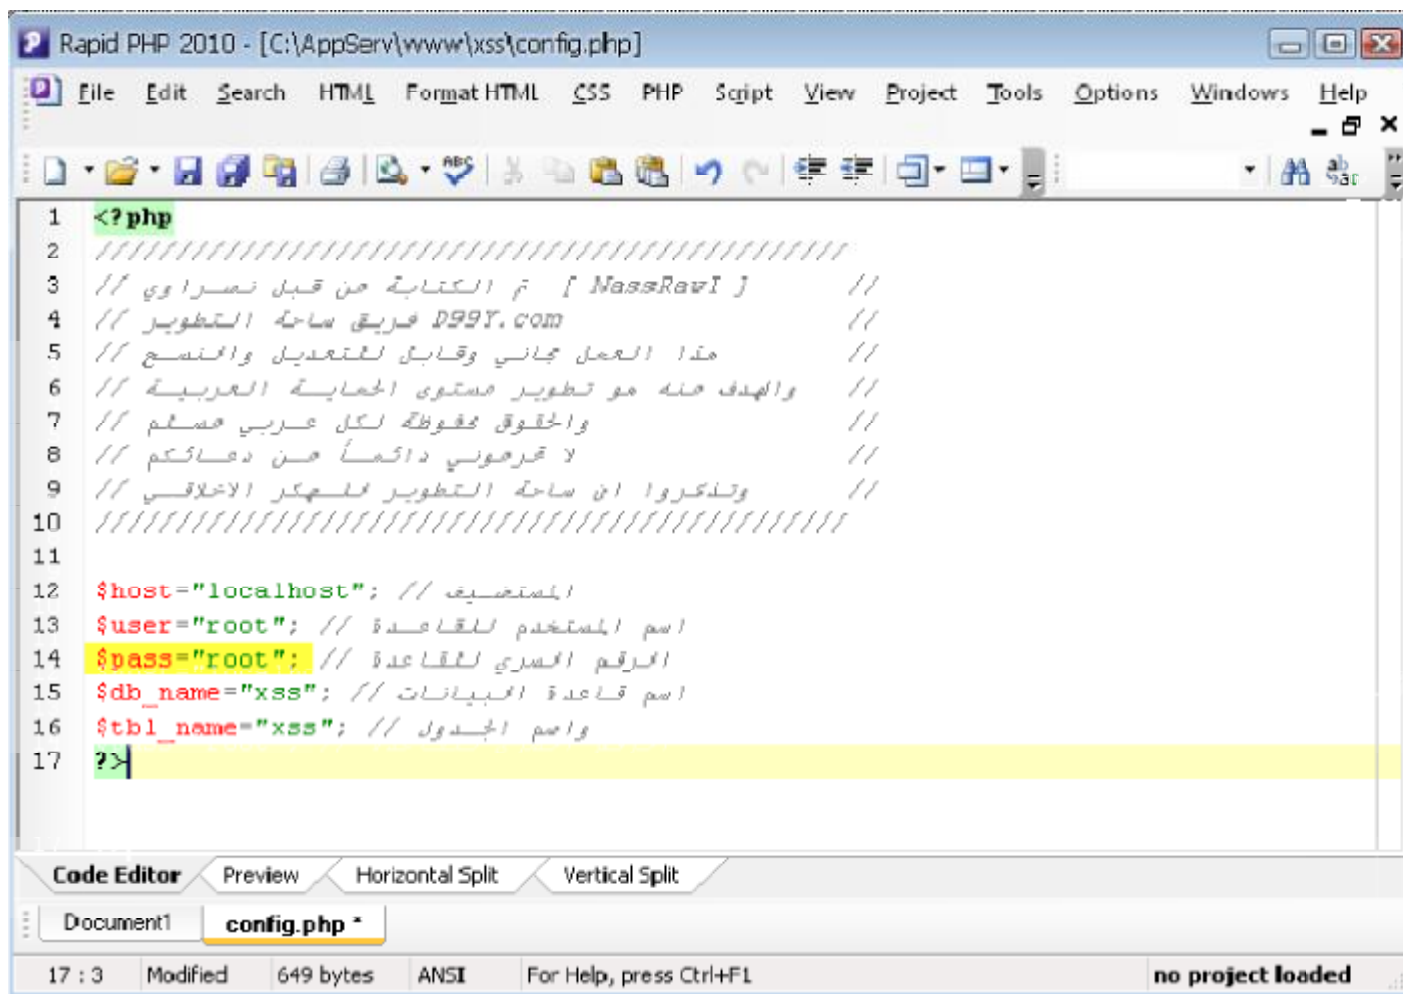 Rapid PHP 2010 - [C:\AppServ\www\xss\config.php]
File Edit Search HTML Format HTML CSS PHP Script View Project Tools Options Windows Help
1 <?php
2 //////////////////////////////////////////////////
3 // تم الكتابة من قبل نصراوي [ NassRawI ] //
4 // فريق ساحة التطوير D99Y.com //
5 // هذا العمل مجاني وقابل للتعديل والنسخ //
6 // والهدف منه هو تطوير مستوى الحماية العربية //
7 // والحقوق محفوظة لكل عربي مسلم //
8 // لا تحرموني دائماً من دعائكم //
9 // وتذكروا ان ساحة التطوير للهكر الاخلاقي //
10 //////////////////////////////////////////////////
11
12 $host="localhost"; // المستضيف
13 $user="root"; // اسم المستخدم للقاعدة
14 $pass="root"; // الرقم السري للقاعدة
15 $db_name="xss"; // اسم قاعدة البيانات
16 $tbl_name="xss"; // واسم الجدول
17 ?>
Code Editor Preview Horizontal Split Vertical Split
Document1 config.php *
17 : 3 Modified 649 bytes ANSI For Help, press Ctrl+F1 no project loaded